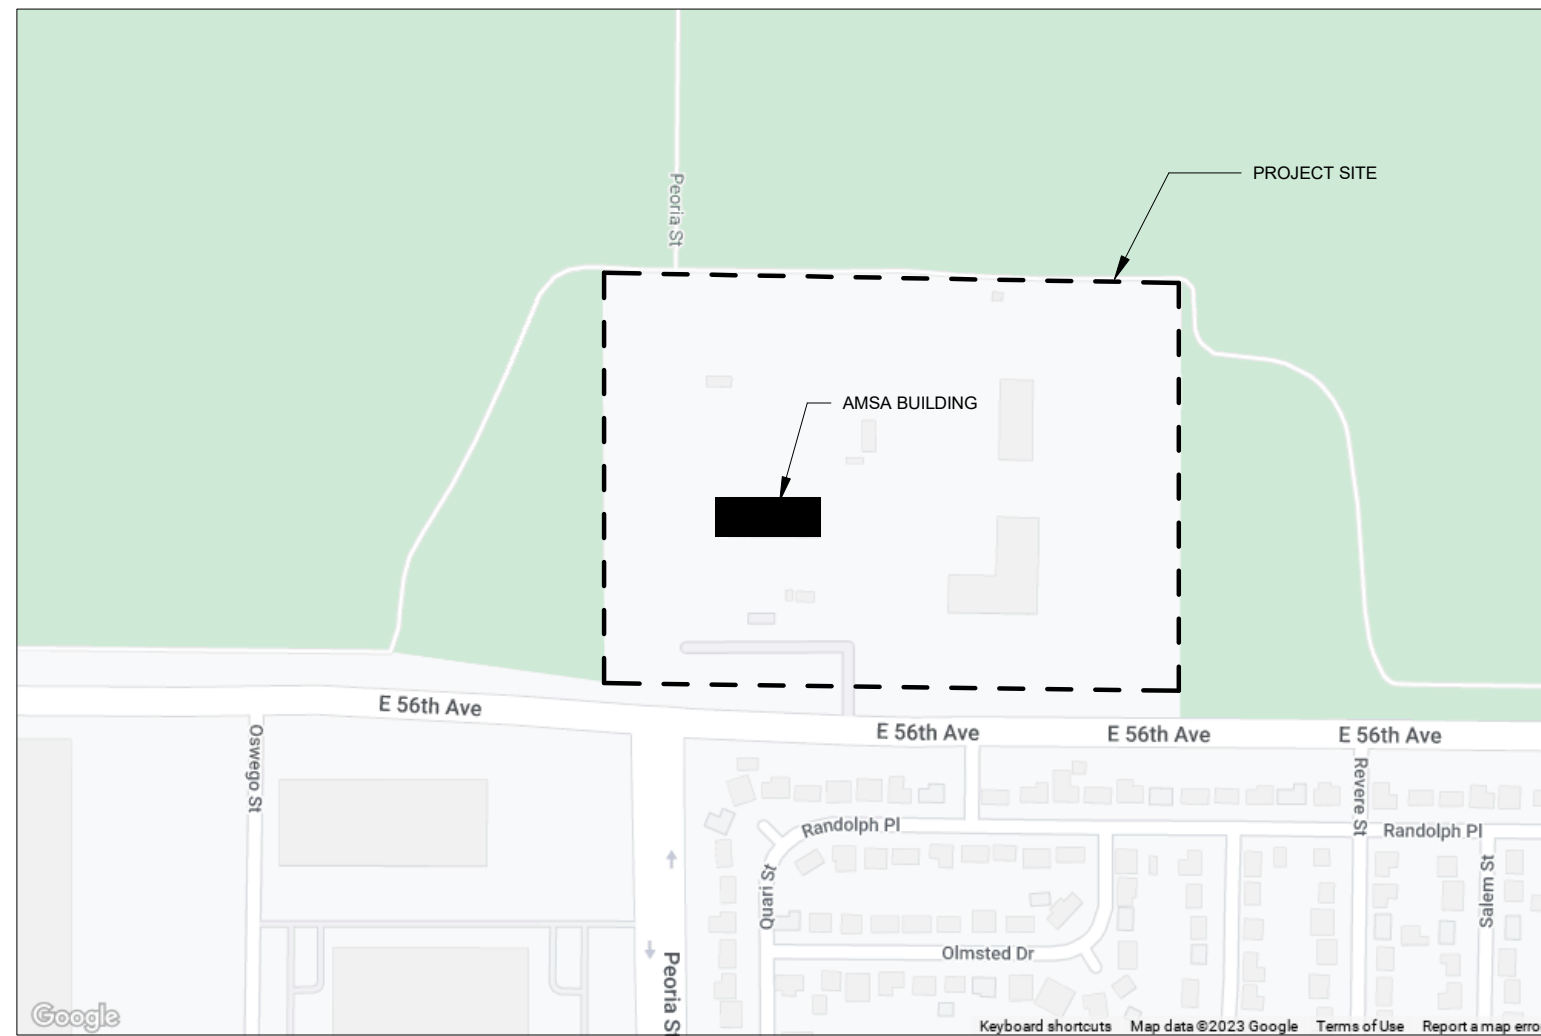 PROJECT SITE
Peoria St
AMSA BUILDING
E 56th Ave
E 56th Ave
E 56th Ave
E 56th Ave
Oswego St
Revere St
Randolph Pl
Randolph Pl
Quari St
Salem St
Olmsted Dr
Peoria St
Google
Keyboard shortcuts Map data ©2023 Google Terms of Use Report a map erro